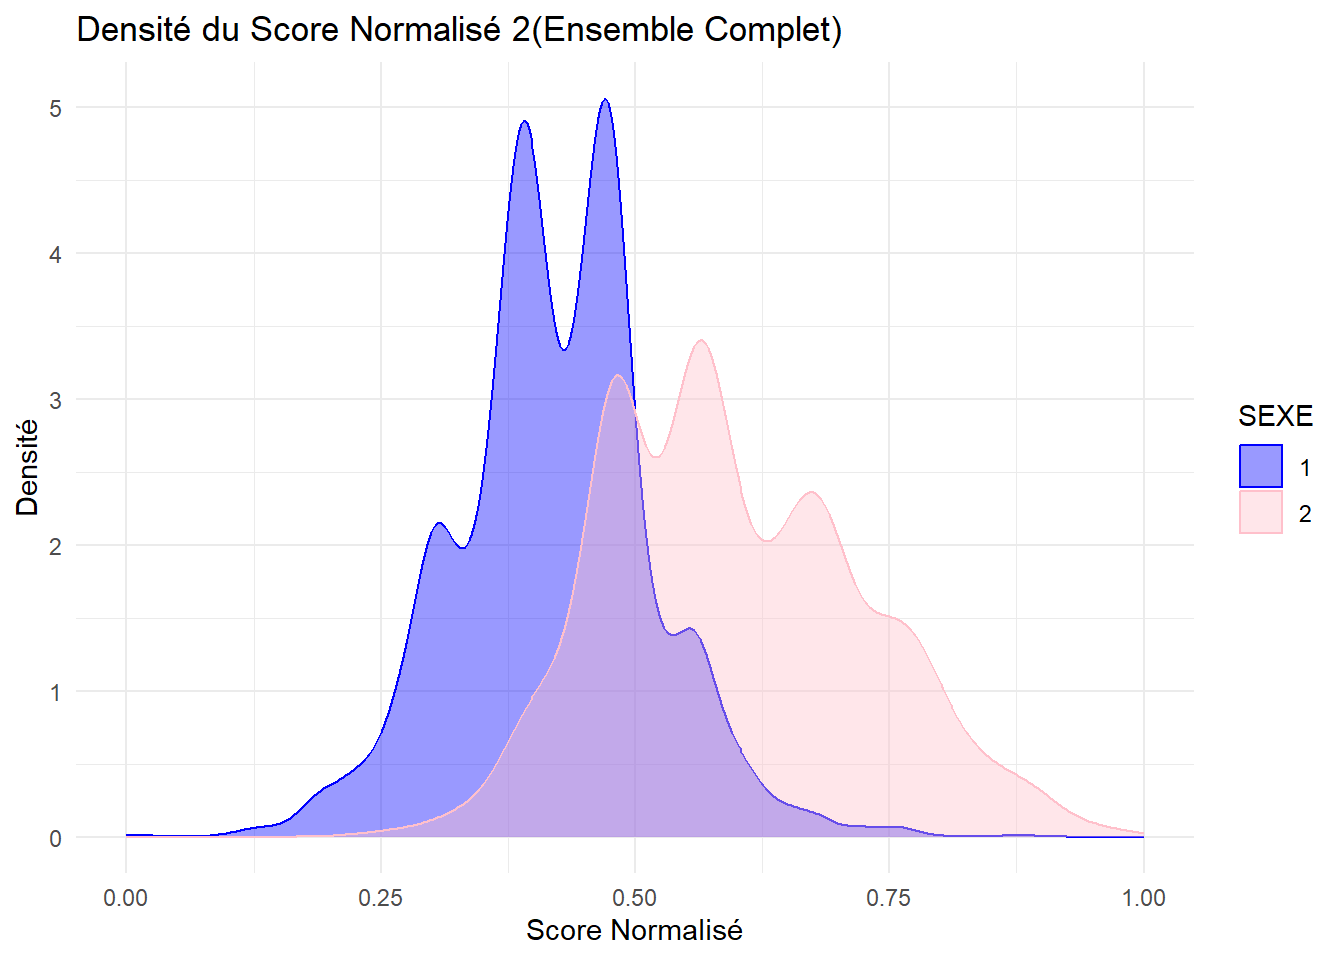 Densité du Score Normalisé 2(Ensemble Complet)
5
4
3
2
1
0
Densité
0.00 0.25 0.50 0.75 1.00
Score Normalisé
SEXE
1
2